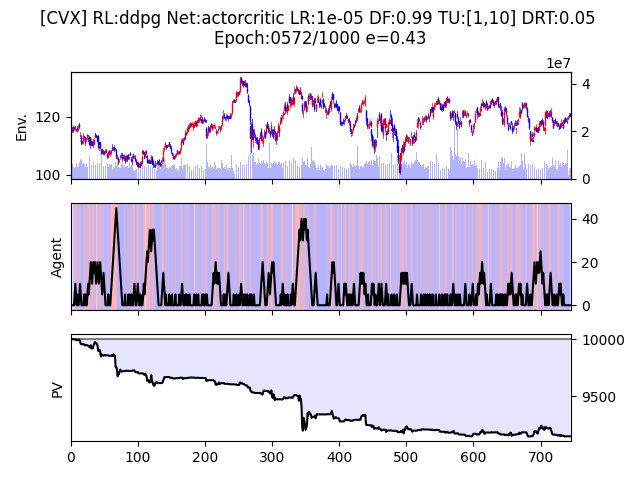 [CVX] RL:ddpg Net:actorcritic LR:1e-05 DF:0.99 TU:[1,10] DRT:0.05
Epoch:0572/1000 e=0.43
1e7
Env.
120
100
4
2
0
Agent
40
20
0
PV
10000
9500
0 100 200 300 400 500 600 700